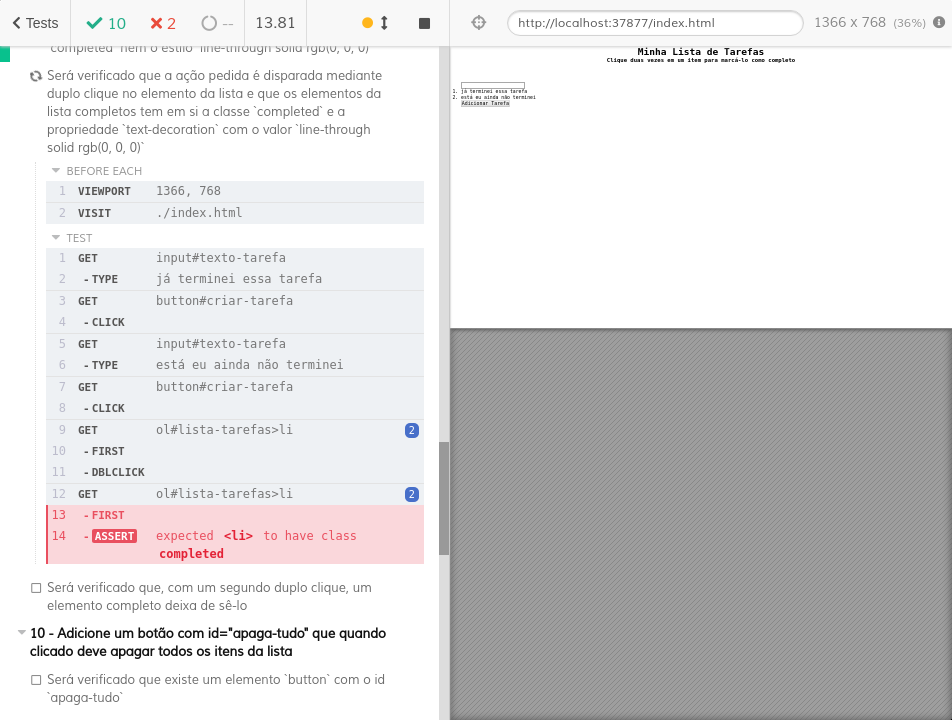 Tests
10
2
--
13.81
http://localhost:37877/index.html
1366 x 768 (36%)
completed` nem o estilo `line-through solid rgb(0, 0, 0)
Será verificado que a ação pedida é disparada mediante
duplo clique no elemento da lista e que os elementos da
lista completos tem em si a classe `completed` e a
propriedade `text-decoration` com o valor `line-through
solid rgb(0, 0, 0)`
BEFORE EACH
1 VIEWPORT 1366, 768
2 VISIT ./index.html
TEST
1 GET input#texto-tarefa
2 -TYPE já terminei essa tarefa
3 GET button#criar-tarefa
4 -CLICK
5 GET input#texto-tarefa
6 -TYPE está eu ainda não terminei
7 GET button#criar-tarefa
8 -CLICK
9 GET ol#lista-tarefas>li 2
10 -FIRST
11 -DBLCLICK
12 GET ol#lista-tarefas>li 2
13 -FIRST
14 -ASSERT expected <li> to have class
completed
Será verificado que, com um segundo duplo clique, um
elemento completo deixa de sê-lo
10 - Adicione um botão com id="apaga-tudo" que quando
clicado deve apagar todos os itens da lista
Será verificado que existe um elemento `button` com o id
`apaga-tudo`
Minha Lista de Tarefas
Clique duas vezes em um item para marcá-lo como completo
1. já terminei essa tarefa
2. está eu ainda não terminei
Adicionar Tarefa